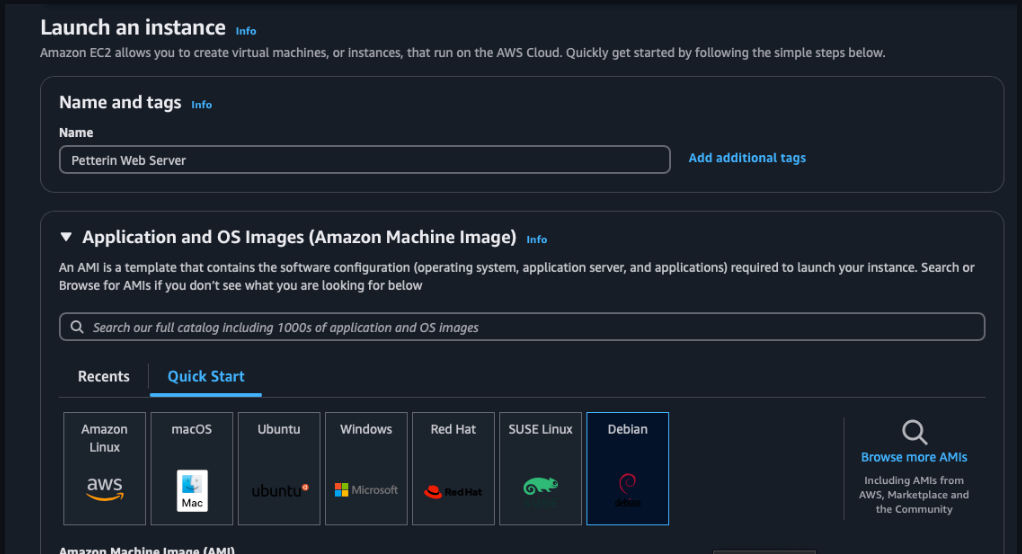 Launch an instance Info
Amazon EC2 allows you to create virtual machines, or instances, that run on the AWS Cloud. Quickly get started by following the simple steps below.
Name and tags Info
Name
Petterin Web Server
Add additional tags
Application and OS Images (Amazon Machine Image) Info
An AMI is a template that contains the software configuration (operating system, application server, and applications) required to launch your instance. Search or
Browse for AMIs if you don't see what you are looking for below
Search our full catalog including 1000s of application and OS images
Recents
Quick Start
Amazon
Linux
aws
macOS
Mac
Ubuntu
ubuntu
Windows
Microsoft
Red Hat
Red Hat
SUSE Linux
Debian
debian
Browse more AMIs
Including AMIs from
AWS, Marketplace and
the Community
Amazon Machine Image (AMI)